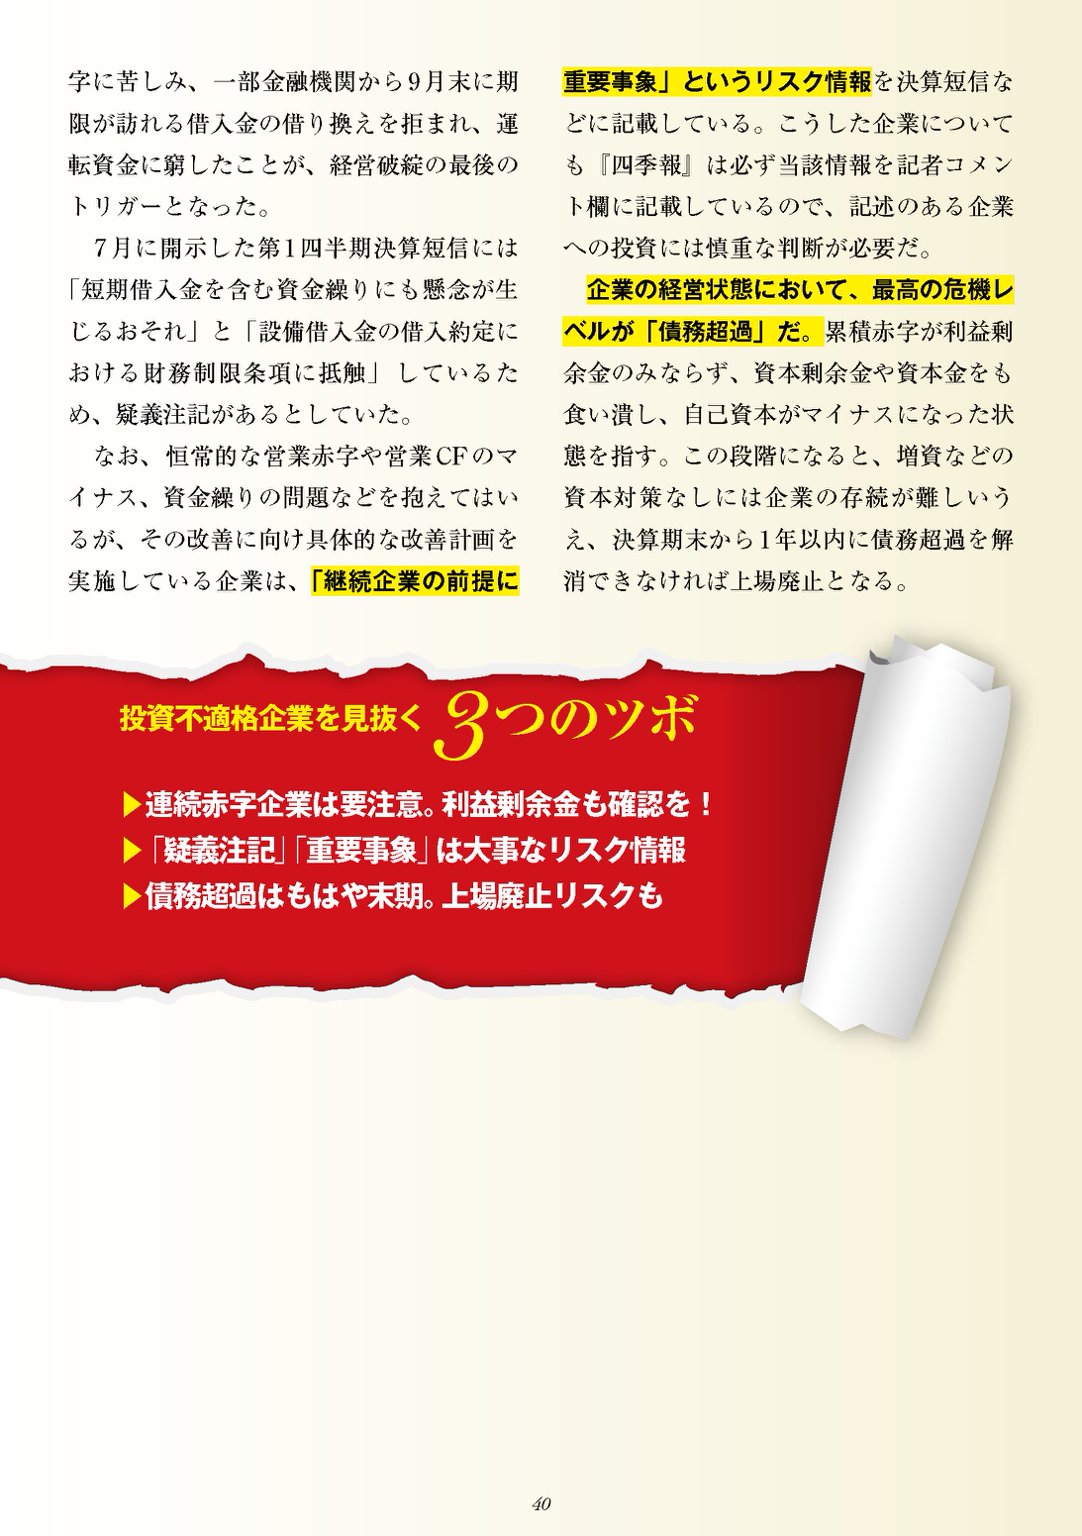 字に苦しみ、一部金融機関から9月末に期
限が訪れる借入金の借り換えを拒まれ、運
転資金に窮したことが、経営破綻の最後の
トリガーとなった。
7月に開示した第1四半期決算短信には
「短期借入金を含む資金繰りにも懸念が生
じるおそれ」と「設備借入金の借入約定に
おける財務制限条項に抵触」しているた
め、疑義注記があるとしていた。
なお、恒常的な営業赤字や営業CFのマ
イナス、資金繰りの問題などを抱えてはい
るが、その改善に向け具体的な改善計画を
実施している企業は、「継続企業の前提に
重要事象」というリスク情報を決算短信な
どに記載している。こうした企業について
も『四季報』は必ず当該情報を記者コメン
ト欄に記載しているので、記述のある企業
への投資には慎重な判断が必要だ。
企業の経営状態において、最高の危機レ
ベルが「債務超過」だ。累積赤字が利益剰
余金のみならず、資本剰余金や資本金をも
食い潰し、自己資本がマイナスになった状
態を指す。この段階になると、増資などの
資本対策なしには企業の存続が難しいう
え、決算期末から1年以内に債務超過を解
消できなければ上場廃止となる。
投資不適格企業を見抜く 3つのツボ
▶連続赤字企業は要注意。利益剰余金も確認を！
▶「疑義注記」「重要事象」は大事なリスク情報
▶債務超過はもはや末期。上場廃止リスクも
40